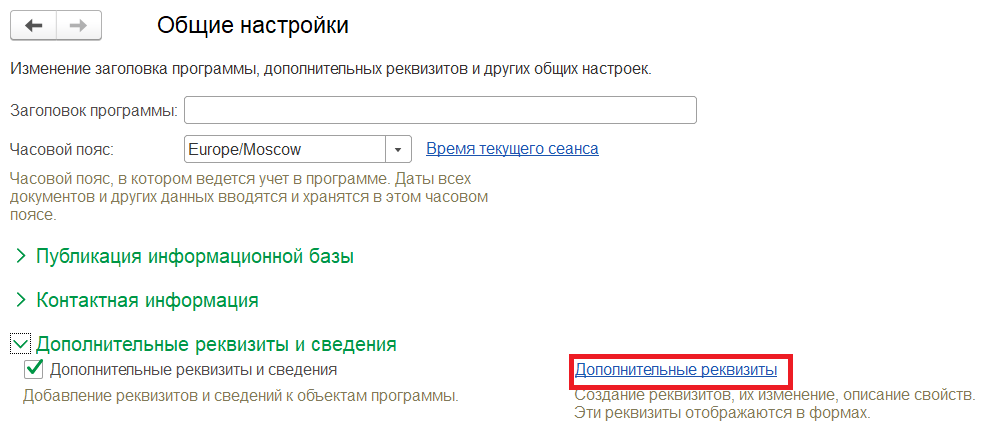 Общие настройки
Изменение заголовка программы, дополнительных реквизитов и других общих настроек.
Заголовок программы:
Часовой пояс: Europe/Moscow Время текущего сеанса
Часовой пояс, в котором ведется учет в программе. Даты всех
документов и других данных вводятся и хранятся в этом часовом
поясе.
Публикация информационной базы
Контактная информация
Дополнительные реквизиты и сведения
Дополнительные реквизиты и сведения Дополнительные реквизиты
Добавление реквизитов и сведений к объектам программы. Создание реквизитов, их изменение, описание свойств.
Эти реквизиты отображаются в формах.